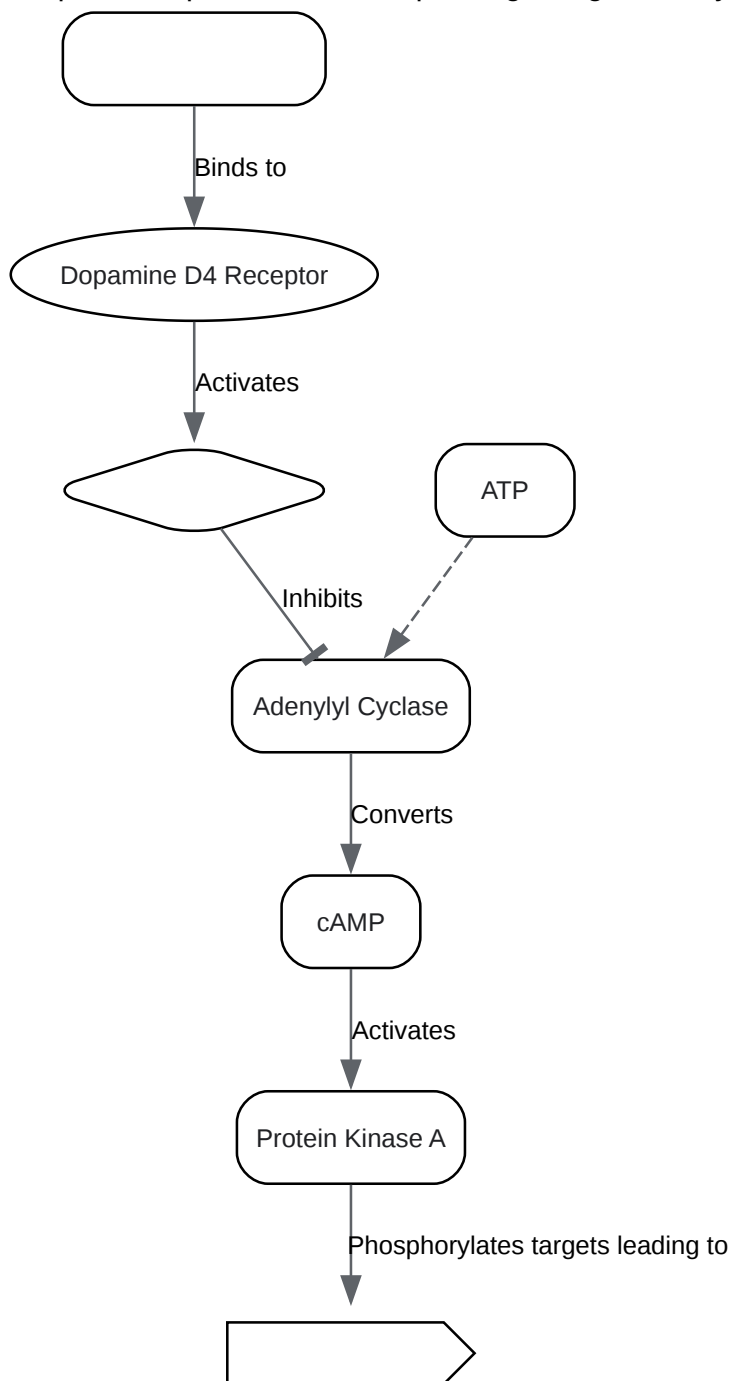 Binds to
Dopamine D4 Receptor
Activates
ATP
Inhibits
Adenylyl Cyclase
Converts
cAMP
Activates
Protein Kinase A
Phosphorylates targets leading to